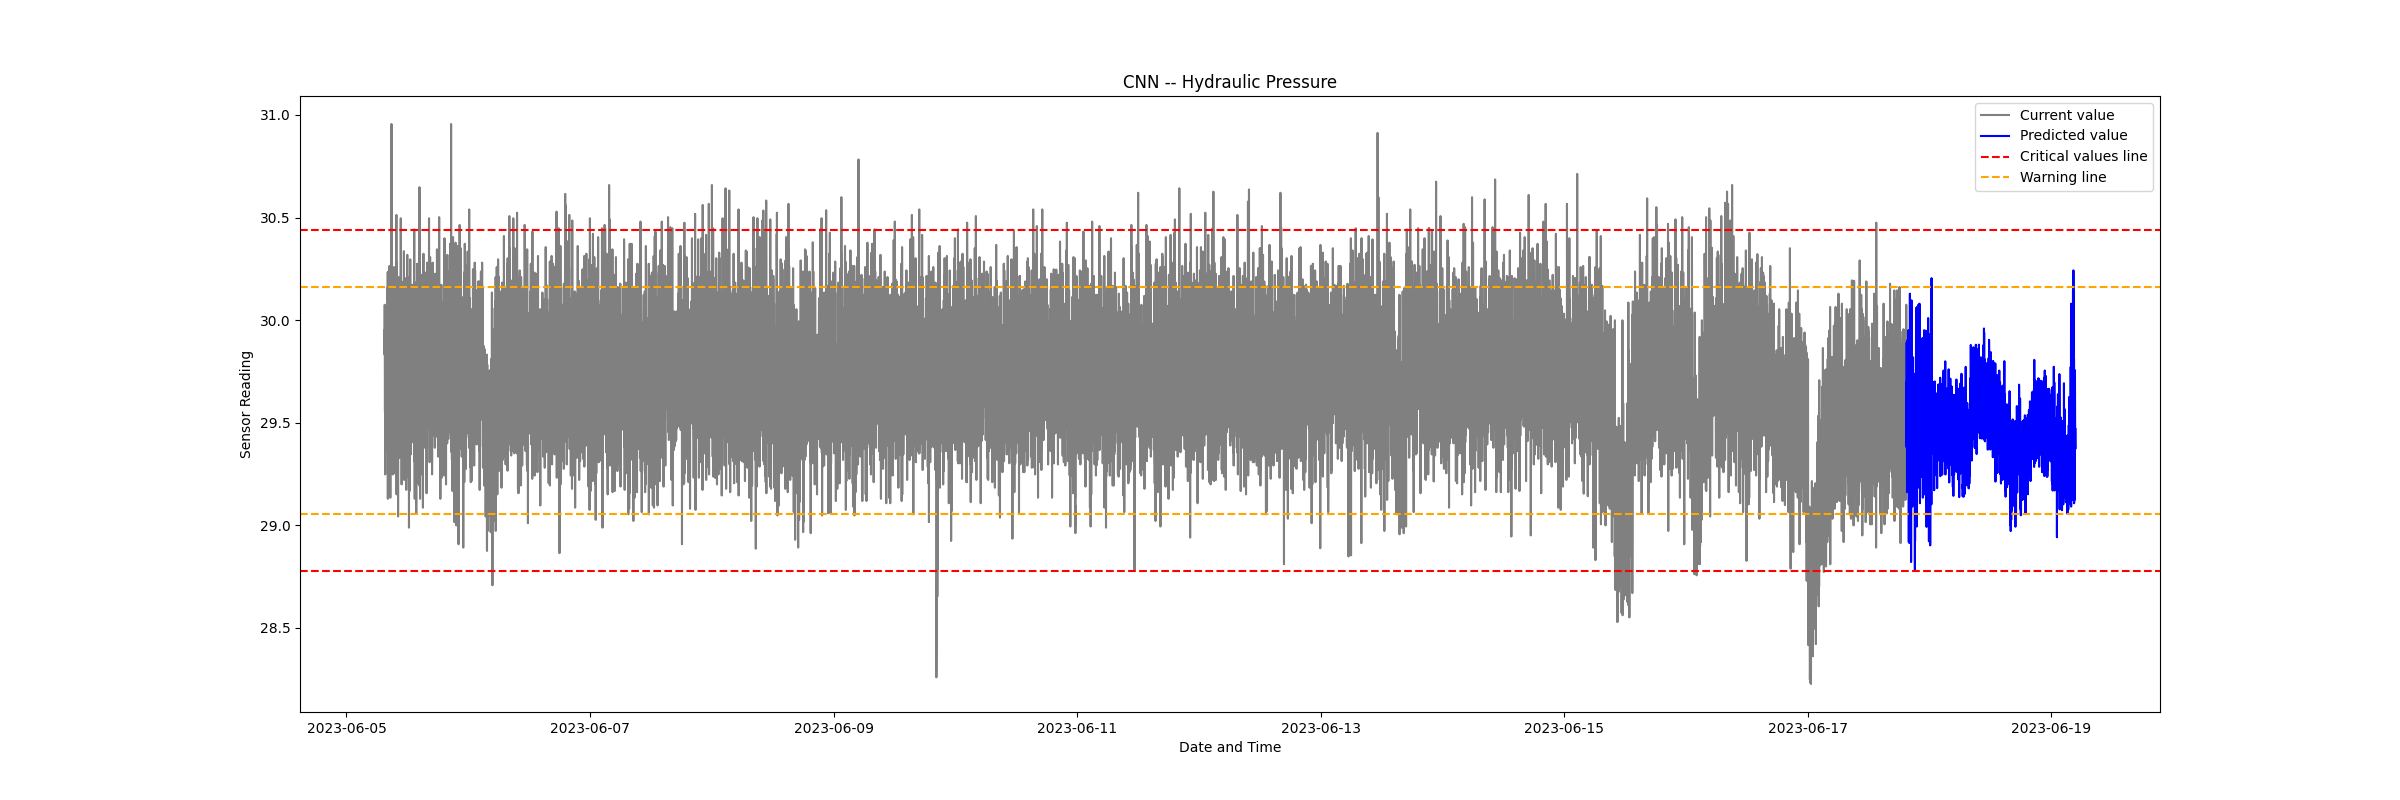 CNN -- Hydraulic Pressure
31.0
30.5
30.0
29.5
29.0
28.5
Sensor Reading
Current value
Predicted value
Critical values line
Warning line
2023-06-05
2023-06-07
2023-06-09
2023-06-11
2023-06-13
2023-06-15
2023-06-17
2023-06-19
Date and Time